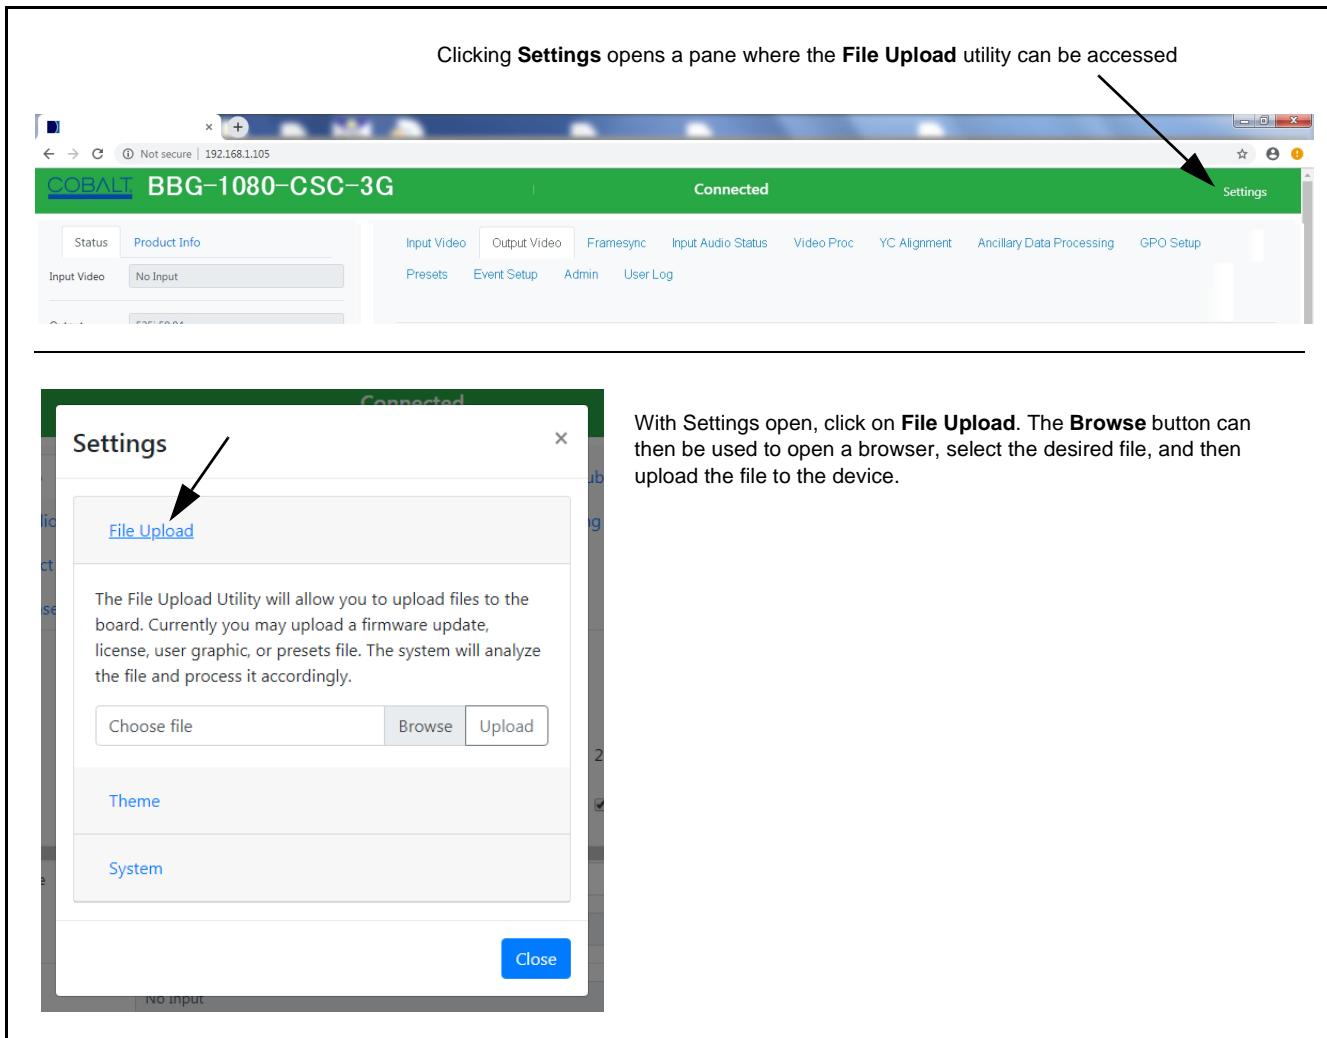 Clicking Settings opens a pane where the File Upload utility can be accessed
Not secure | 192.168.1.105
COBALT BBG-1080-CSC-3G
Connected
Settings
Status Product Info
Input Video Output Video Framesync Input Audio Status Video Proc YC Alignment Ancillary Data Processing GPO Setup
Presets Event Setup Admin User Log
Input Video No Input
Connected
Settings ×
File Upload
The File Upload Utility will allow you to upload files to the
board. Currently you may upload a firmware update,
license, user graphic, or presets file. The system will analyze
the file and process it accordingly.
Choose file Browse Upload
Theme
System
Close
No Input
With Settings open, click on File Upload. The Browse button can
then be used to open a browser, select the desired file, and then
upload the file to the device.